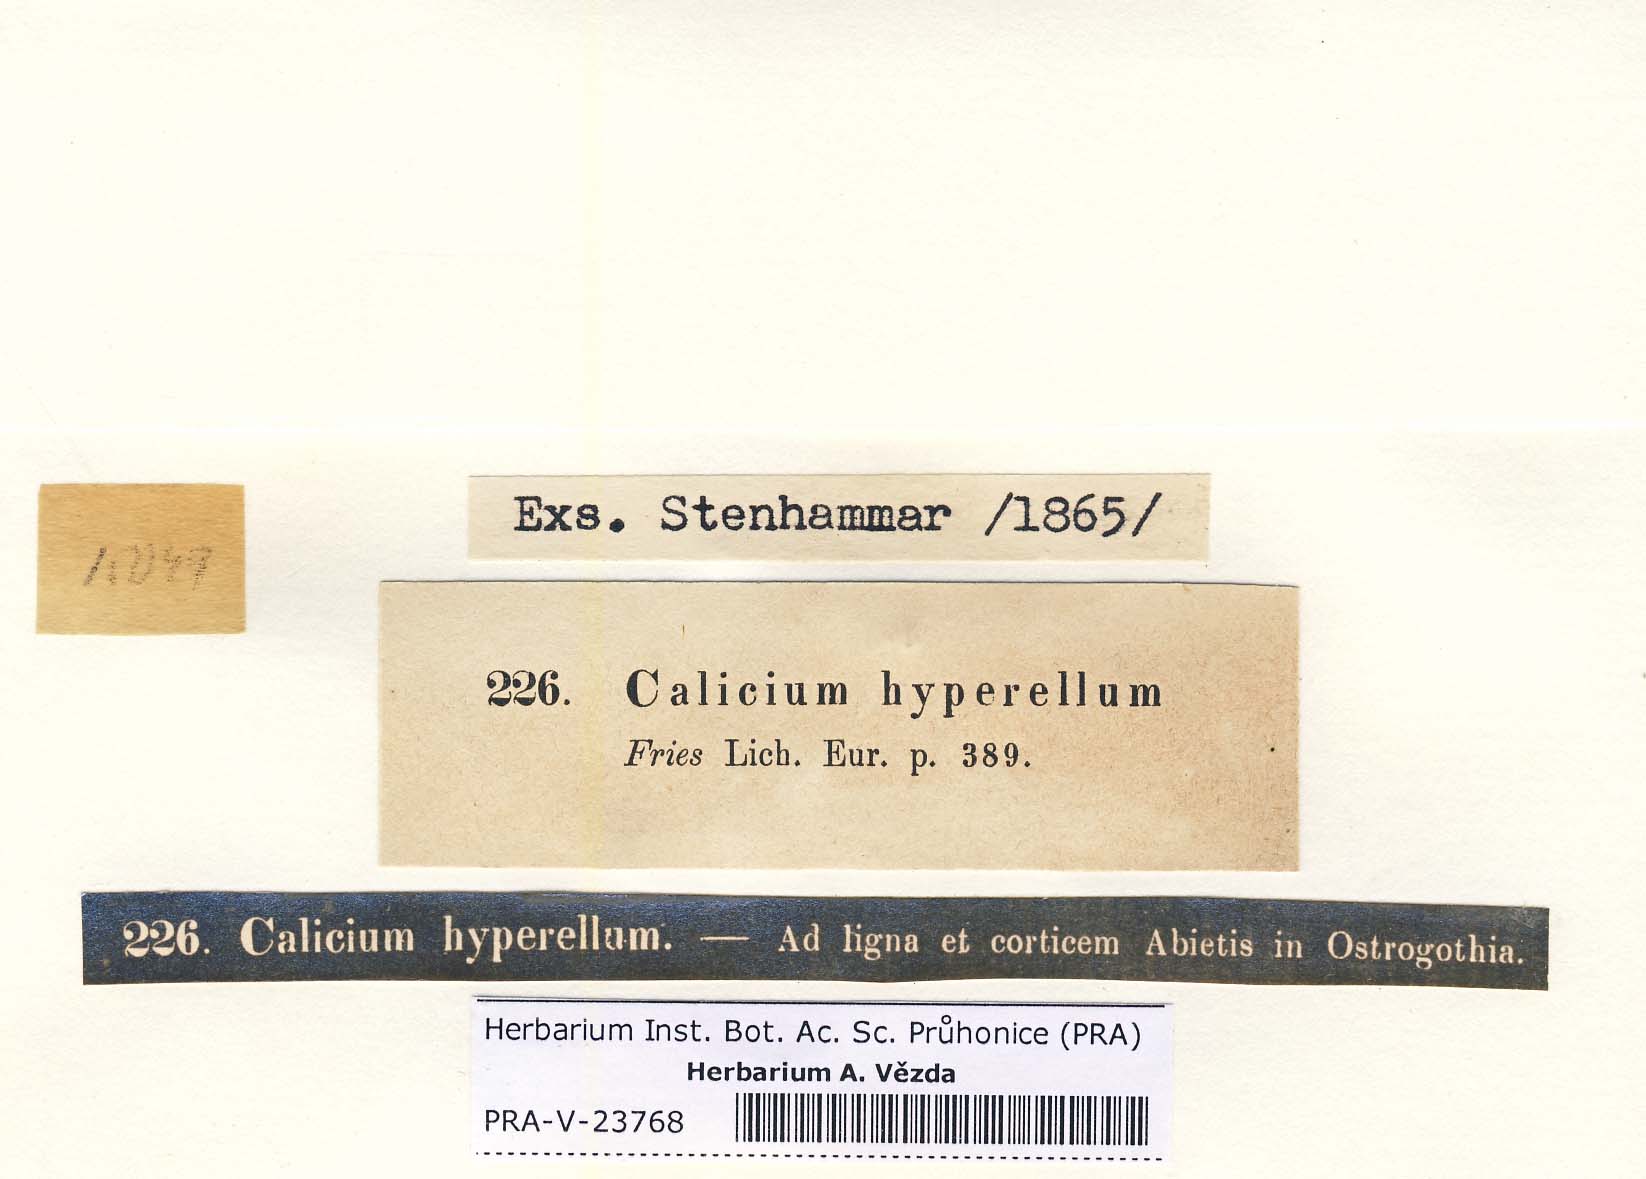 Exs. Stenhammar /1865/
226. Calicium hyperellum
Fries Lich. Eur. p. 389.
226. Calicium hyperellum. — Ad ligna et corticem Abietis in Ostrogothia.
Herbarium Inst. Bot. Ac. Sc. Průhonice (PRA)
Herbarium A. Vězda
PRA-V-23768